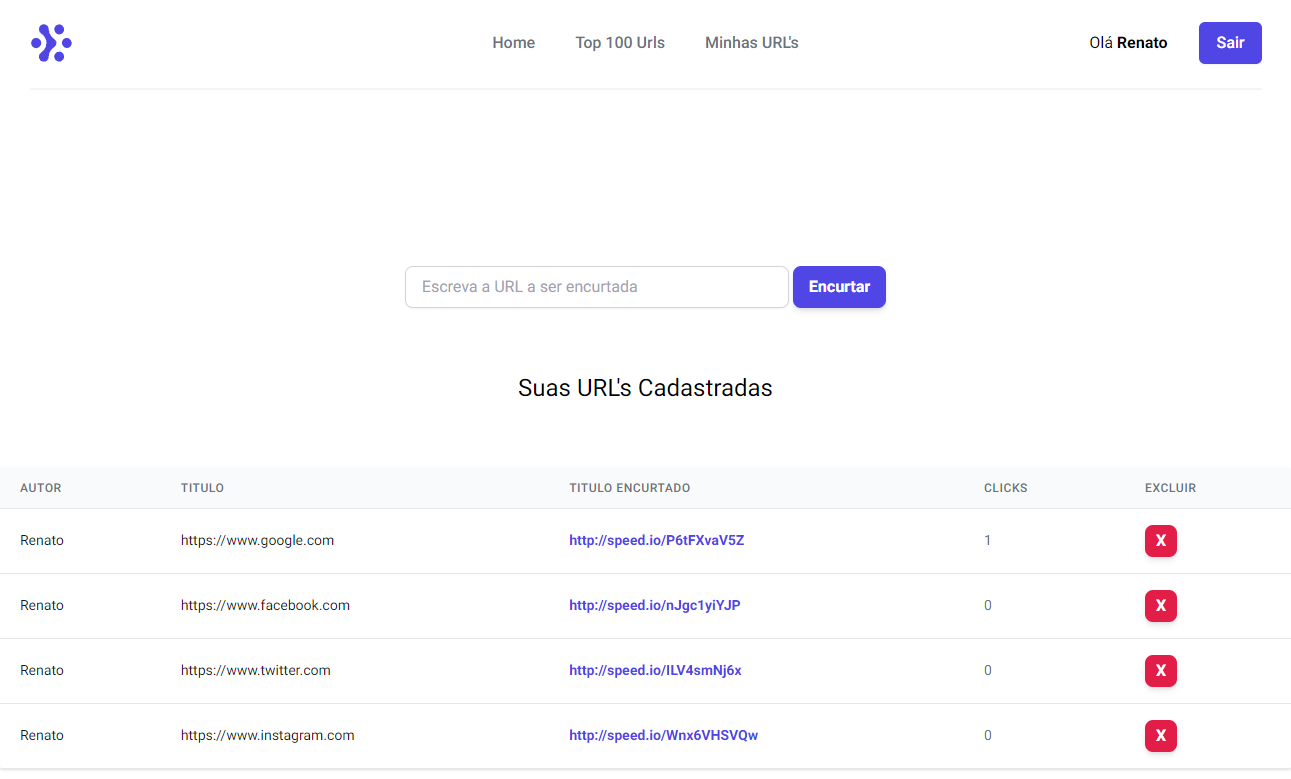 Home Top 100 Urls Minhas URL's Olá Renato Sair
Escreva a URL a ser encurtada Encurtar
Suas URL's Cadastradas
AUTOR TITULO TITULO ENCURTADO CLICKS EXCLUIR
Renato https://www.google.com http://speed.io/P6tFXvaV5Z 1 X
Renato https://www.facebook.com http://speed.io/nJgc1yiYJP 0 X
Renato https://www.twitter.com http://speed.io/ILV4smNj6x 0 X
Renato https://www.instagram.com http://speed.io/Wnx6VHSVQw 0 X